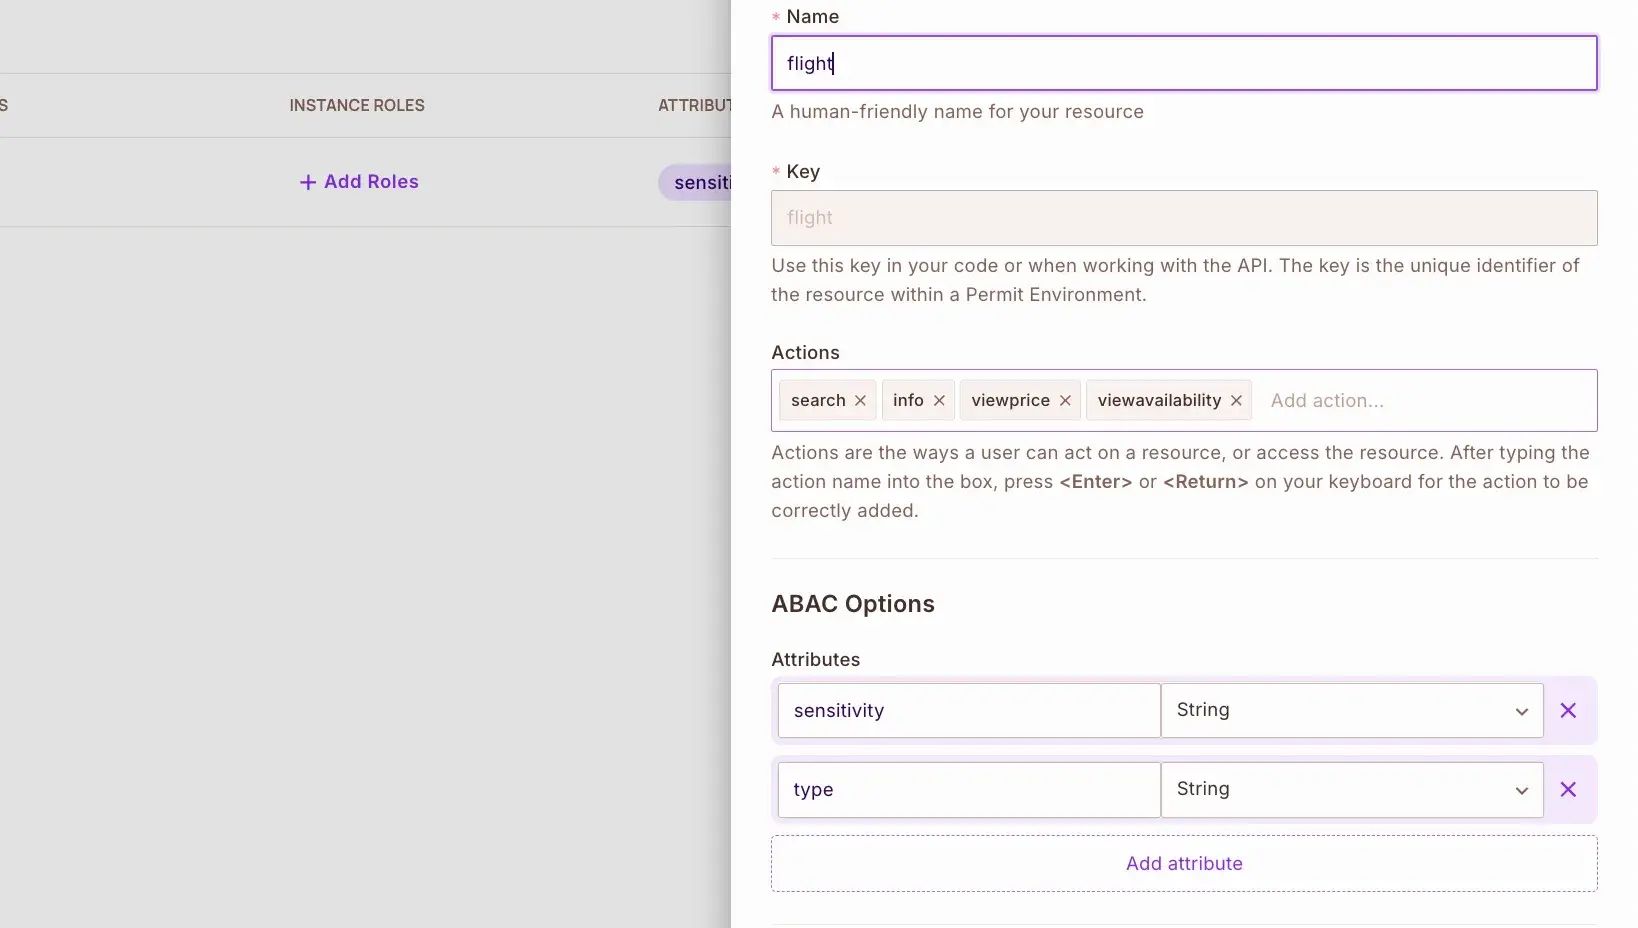 S
INSTANCE ROLES
ATTRIBUT
+ Add Roles
sensiti
* Name
flight
A human-friendly name for your resource
* Key
flight
Use this key in your code or when working with the API. The key is the unique identifier of
the resource within a Permit Environment.
Actions
search × info × viewprice × viewavailability × Add action...
Actions are the ways a user can act on a resource, or access the resource. After typing the
action name into the box, press <Enter> or <Return> on your keyboard for the action to be
correctly added.
ABAC Options
Attributes
sensitivity String
type String
Add attribute